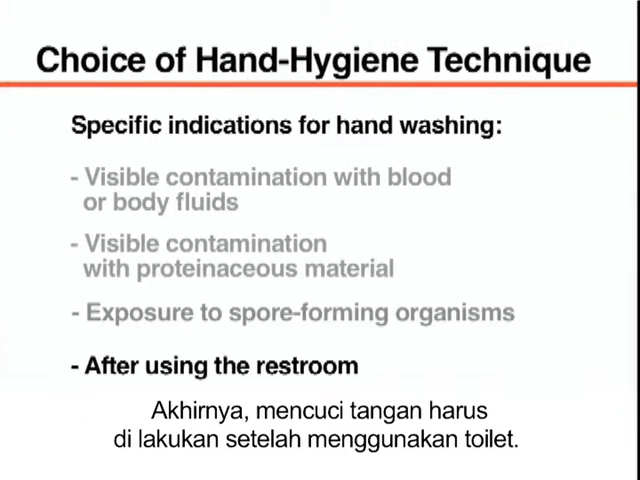 Choice of Hand-Hygiene Technique
Specific indications for hand washing:
- Visible contamination with blood
or body fluids
- Visible contamination
with proteinaceous material
- Exposure to spore-forming organisms
- After using the restroom
Akhirnya, mencuci tangan harus
di lakukan setelah menggunakan toilet.